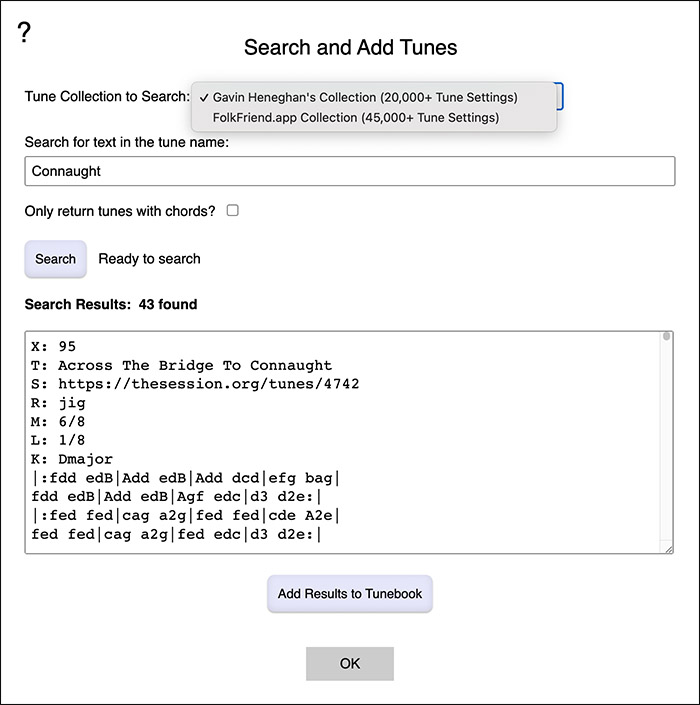 ?
Search and Add Tunes
Tune Collection to Search: ✓ Gavin Heneghan's Collection (20,000+ Tune Settings)
FolkFriend.app Collection (45,000+ Tune Settings)
Search for text in the tune name:
Connaught
Only return tunes with chords?
Search Ready to search
Search Results: 43 found
X: 95
T: Across The Bridge To Connaught
S: https://thesession.org/tunes/4742
R: jig
M: 6/8
L: 1/8
K: Dmajor
|:fdd edB|Add edB|Add dcd|efg bag|
fdd edB|Add edB|Agf edc|d3 d2e:|
|:fed fed|cag a2g|fed fed|cde A2e|
fed fed|cag a2g|fed edc|d3 d2e:|
Add Results to Tunebook
OK